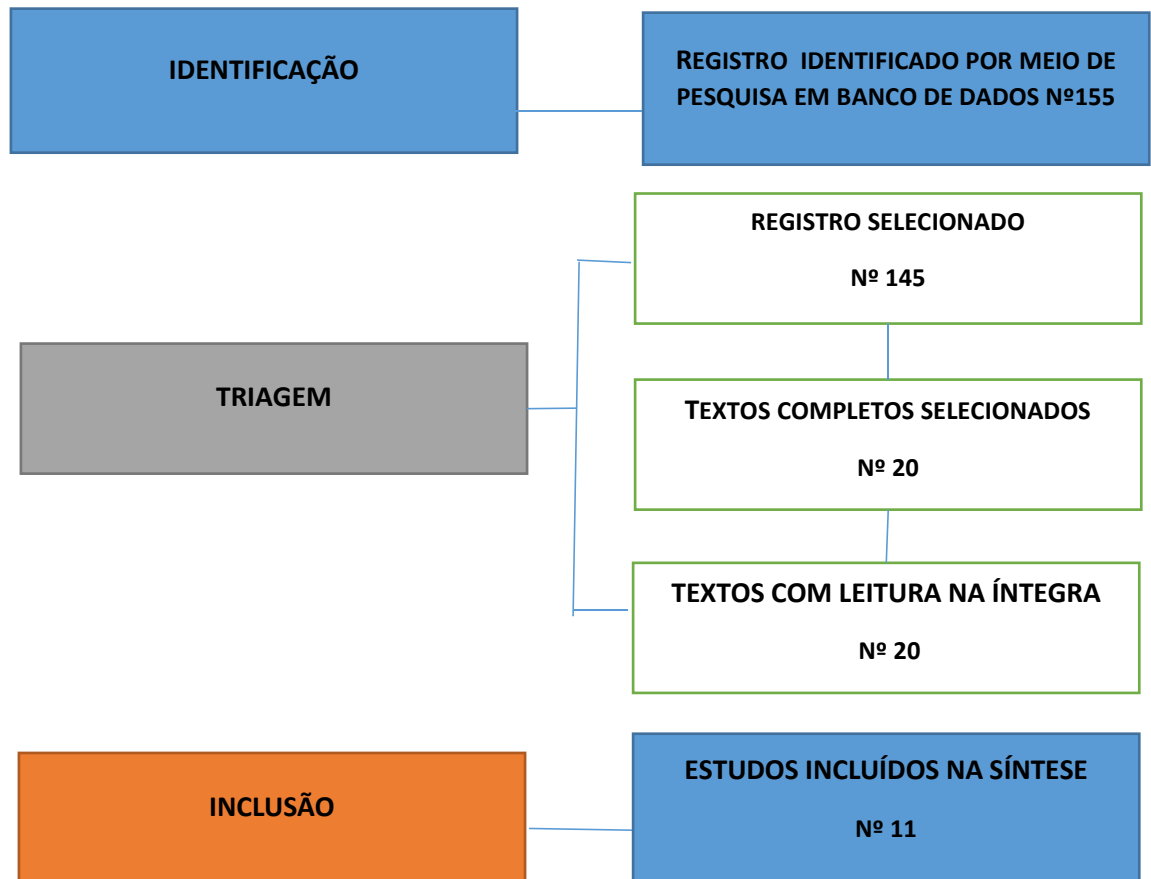 IDENTIFICAÇÃO
REGISTRO IDENTIFICADO POR MEIO DE
PESQUISA EM BANCO DE DADOS Nº155
REGISTRO SELECIONADO
Nº 145
TRIAGEM
TEXTOS COMPLETOS SELECIONADOS
Nº 20
TEXTOS COM LEITURA NA ÍNTEGRA
Nº 20
INCLUSÃO
ESTUDOS INCLUÍDOS NA SÍNTESE
Nº 11